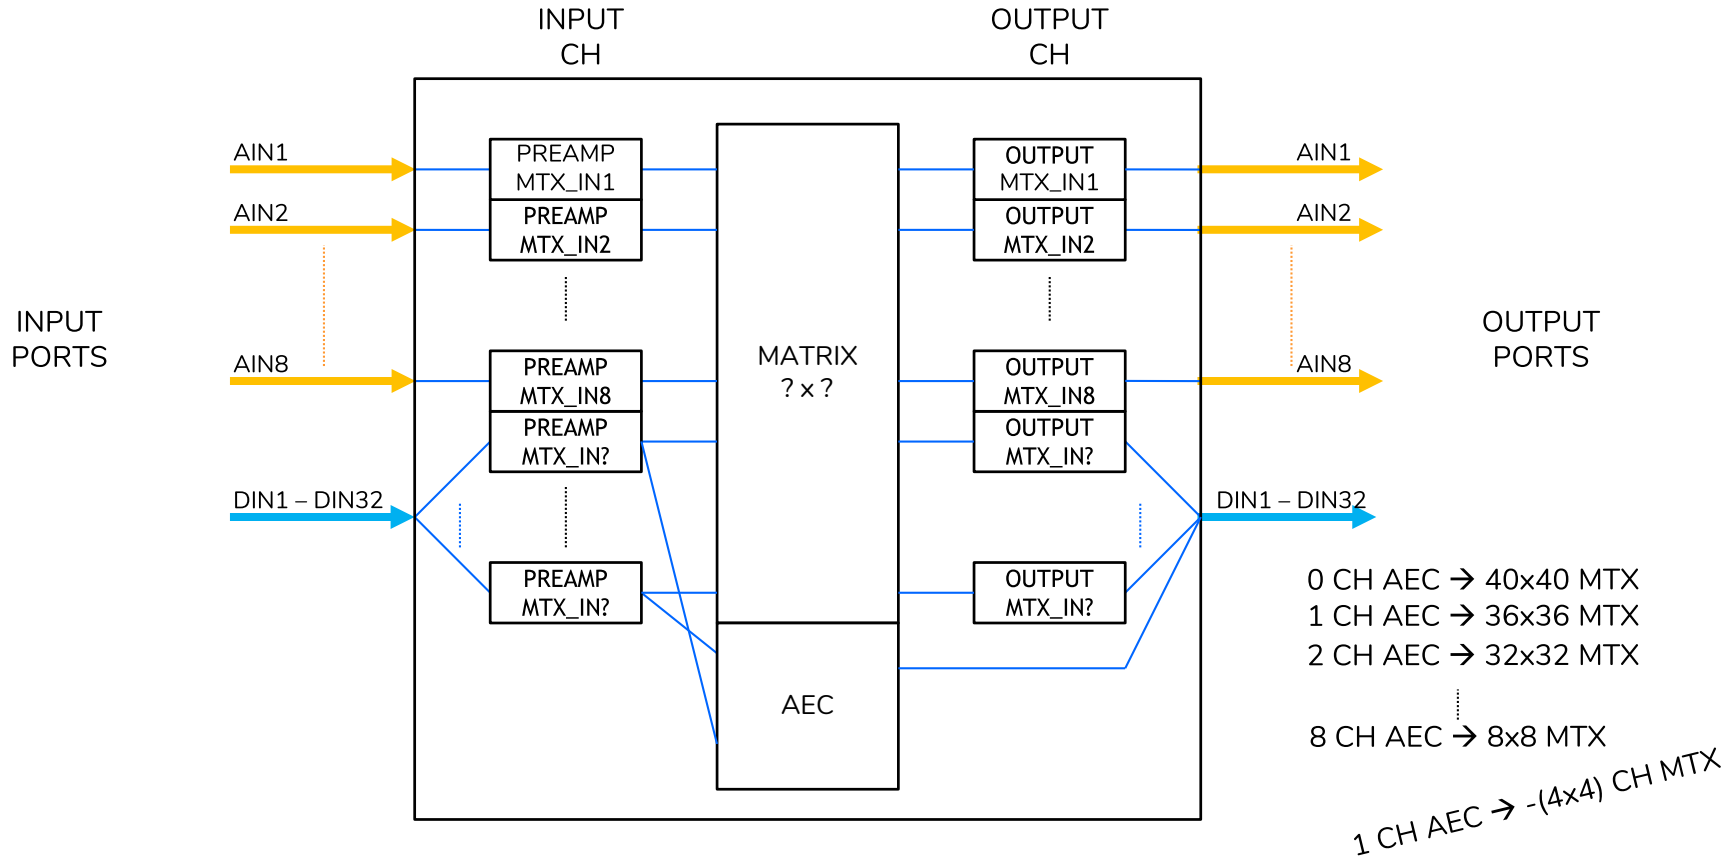 INPUT
CH
OUTPUT
CH
AIN1
PREAMP
MTX_IN1
OUTPUT
MTX_IN1
AIN1
AIN2
PREAMP
MTX_IN2
OUTPUT
MTX_IN2
AIN2
INPUT
PORTS
OUTPUT
PORTS
AIN8
PREAMP
MTX_IN8
MATRIX
? x ?
OUTPUT
MTX_IN8
AIN8
PREAMP
MTX_IN?
OUTPUT
MTX_IN?
DIN1 – DIN32
DIN1 – DIN32
PREAMP
MTX_IN?
OUTPUT
MTX_IN?
AEC
0 CH AEC → 40x40 MTX
1 CH AEC → 36x36 MTX
2 CH AEC → 32x32 MTX
8 CH AEC → 8x8 MTX
1 CH AEC → -(4x4) CH MTX